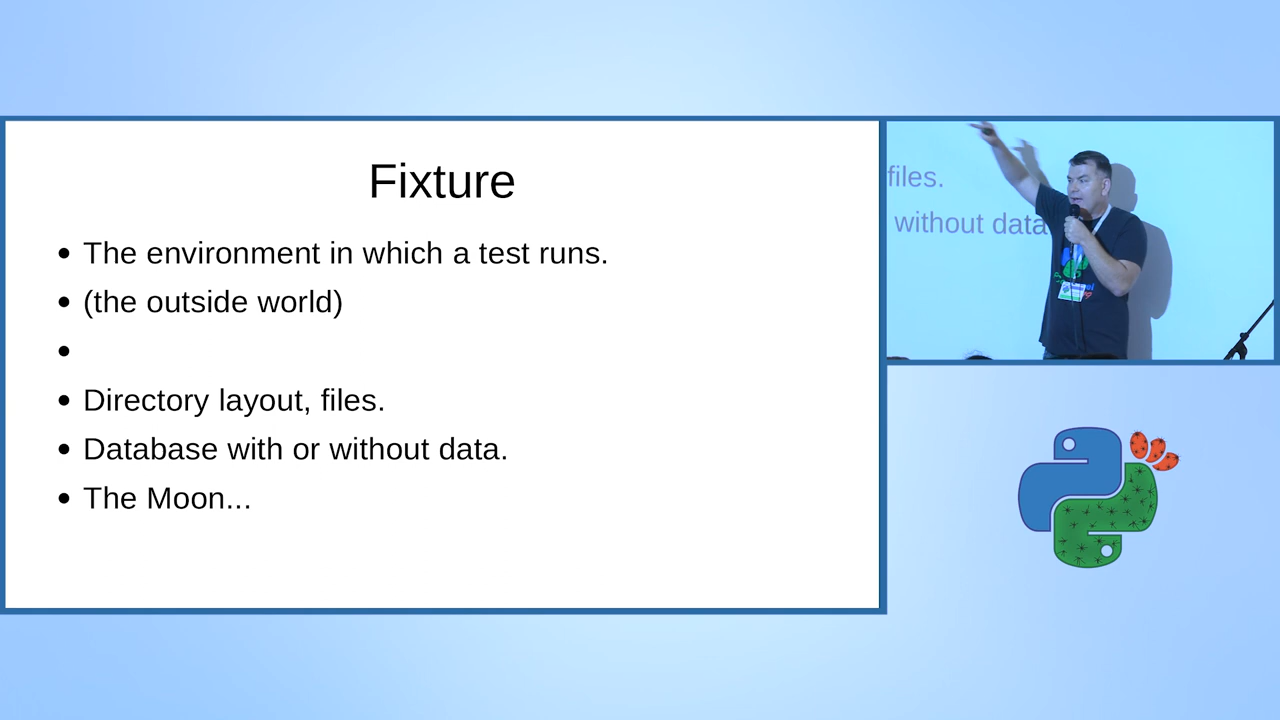 Fixture
The environment in which a test runs.
(the outside world)
Directory layout, files.
Database with or without data.
The Moon...
files.
without data